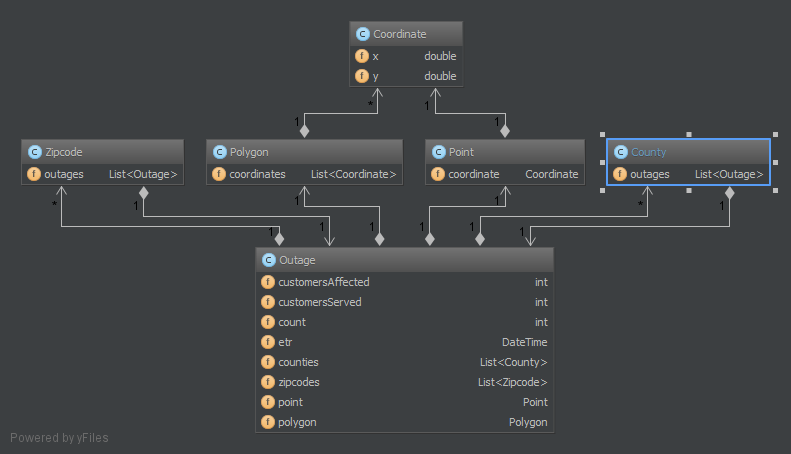 C Coordinate
f x double
f y double
1 * 1 1
C Zipcode
f outages List<Outage>
C Polygon
f coordinates List<Coordinate>
C Point
f coordinate Coordinate
C County
f outages List<Outage>
* 1 1 1 1 1 * 1
1 1 1 1 1 1
C Outage
f customersAffected int
f customersServed int
f count int
f etr DateTime
f counties List<County>
f zipcodes List<Zipcode>
f point Point
f polygon Polygon
Powered by yFiles